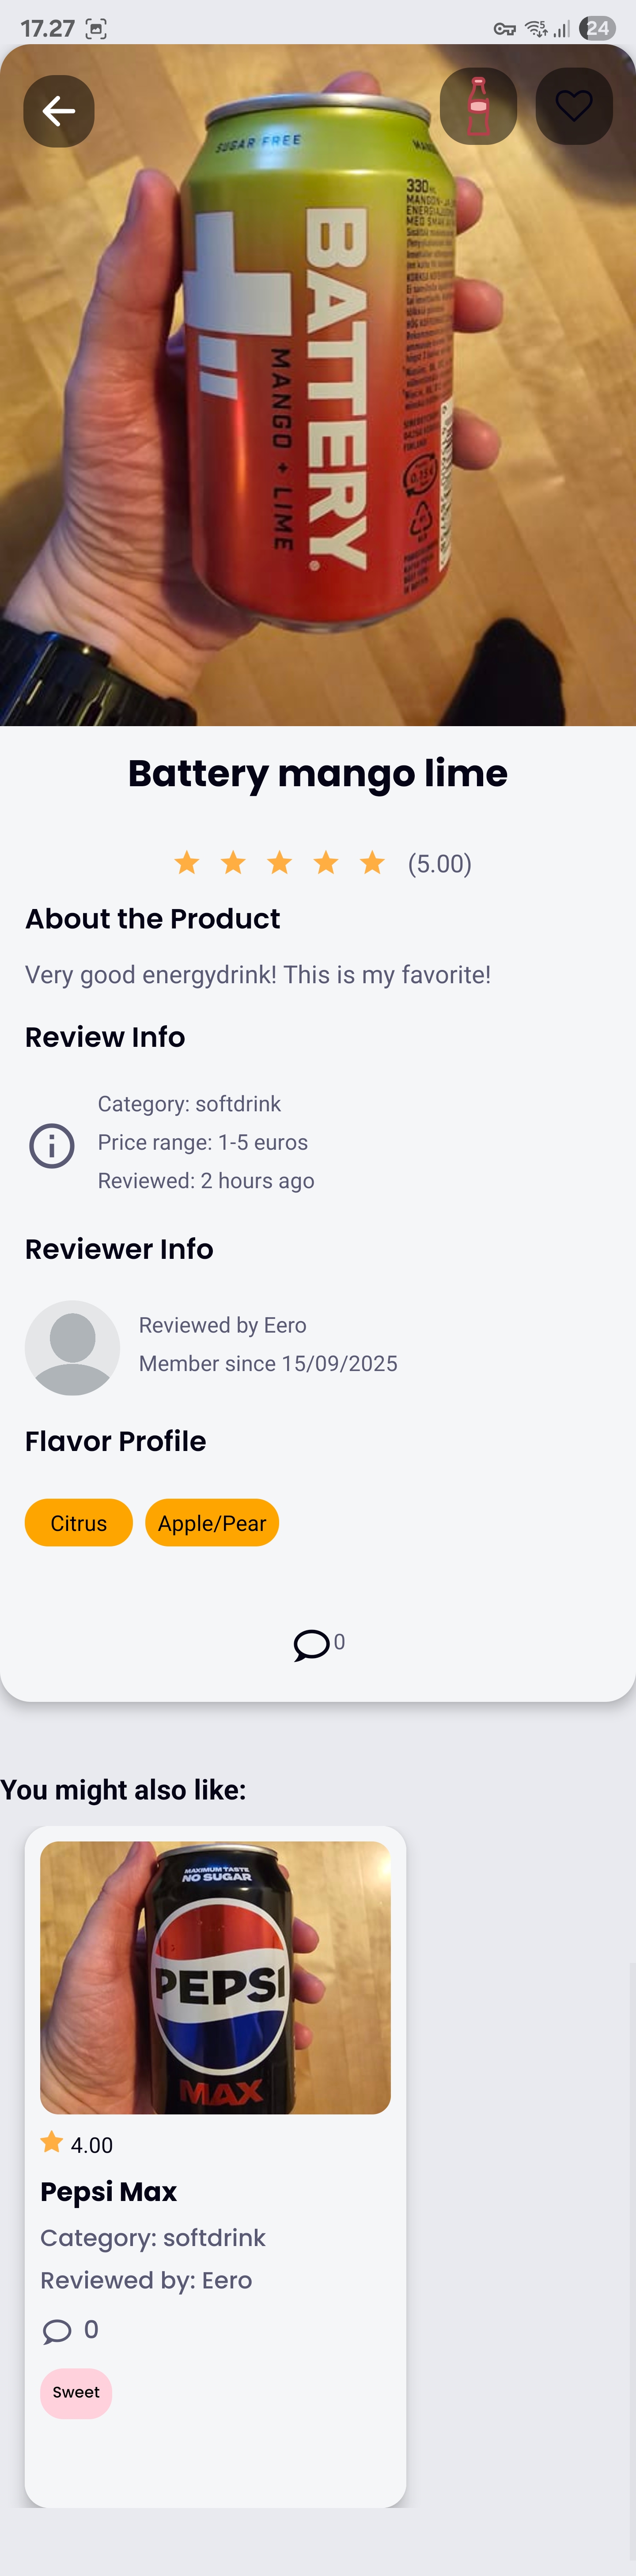 17.27
5
24
SUGAR FREE
BATTERY
MANGO + LIME
330 ML
Battery mango lime
(5.00)
About the Product
Very good energydrink! This is my favorite!
Review Info
Category: softdrink
Price range: 1-5 euros
Reviewed: 2 hours ago
Reviewer Info
Reviewed by Eero
Member since 15/09/2025
Flavor Profile
Citrus
Apple/Pear
0
You might also like:
MAXIMUM TASTE
NO SUGAR
PEPSI
MAX
4.00
Pepsi Max
Category: softdrink
Reviewed by: Eero
0
Sweet